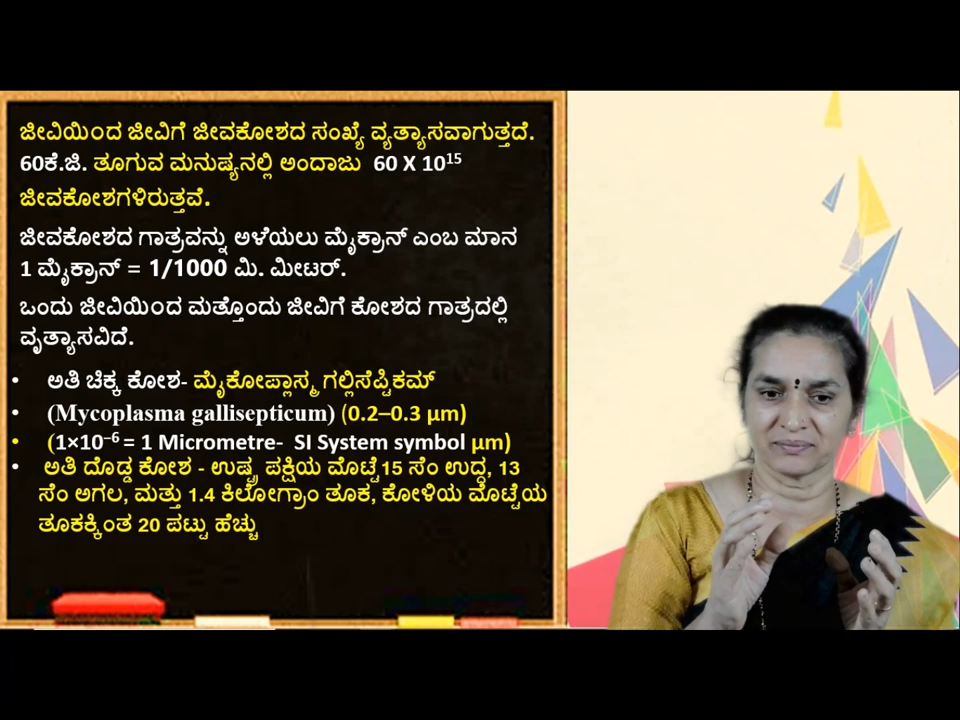 ಜೀವಿಯಿಂದ ಜೀವಿಗೆ ಜೀವಕೋಶದ ಸಂಖ್ಯೆ ವ್ಯತ್ಯಾಸವಾಗುತ್ತದೆ.
60ಕೆ.ಜಿ. ತೂಗುವ ಮನುಷ್ಯನಲ್ಲಿ ಅಂದಾಜು 60 X 10¹⁵
ಜೀವಕೋಶಗಳಿರುತ್ತವೆ.
ಜೀವಕೋಶದ ಗಾತ್ರವನ್ನು ಅಳೆಯಲು ಮೈಕ್ರಾನ್ ಎಂಬ ಮಾನ
1 ಮೈಕ್ರಾನ್ = 1/1000 ಮಿ. ಮೀಟರ್.
ಒಂದು ಜೀವಿಯಿಂದ ಮತ್ತೊಂದು ಜೀವಿಗೆ ಕೋಶದ ಗಾತ್ರದಲ್ಲಿ
ವ್ಯತ್ಯಾಸವಿದೆ.
• ಅತಿ ಚಿಕ್ಕ ಕೋಶ- ಮೈಕೋಪ್ಲಾಸ್ಮ ಗಲ್ಲಿಸೆಪ್ಟಿಕಮ್
• (Mycoplasma gallisepticum) (0.2–0.3 μm)
• (1×10⁻⁶ = 1 Micrometre- SI System symbol μm)
• ಅತಿ ದೊಡ್ಡ ಕೋಶ - ಉಷ್ಟ್ರ ಪಕ್ಷಿಯ ಮೊಟ್ಟೆ 15 ಸೆಂ ಉದ್ದ, 13
ಸೆಂ ಅಗಲ, ಮತ್ತು 1.4 ಕಿಲೋಗ್ರಾಂ ತೂಕ, ಕೋಳಿಯ ಮೊಟ್ಟೆಯ
ತೂಕಕ್ಕಿಂತ 20 ಪಟ್ಟು ಹೆಚ್ಚು